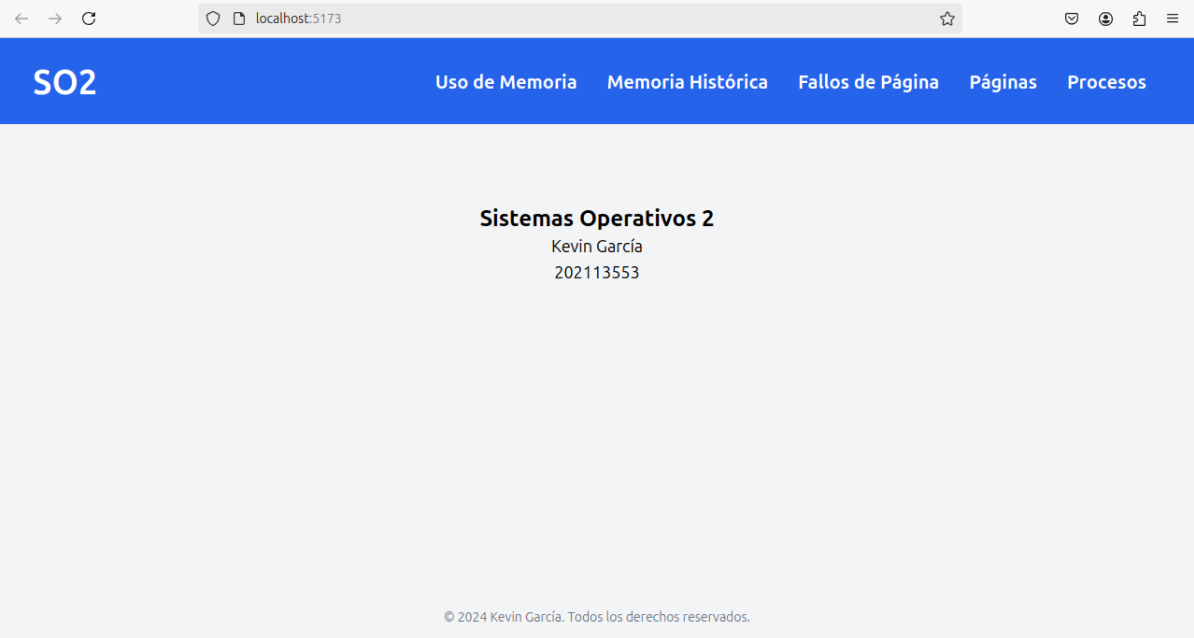 localhost:5173
SO2
Uso de Memoria Memoria Histórica Fallos de Página Páginas Procesos
Sistemas Operativos 2
Kevin García
202113553
© 2024 Kevin García. Todos los derechos reservados.